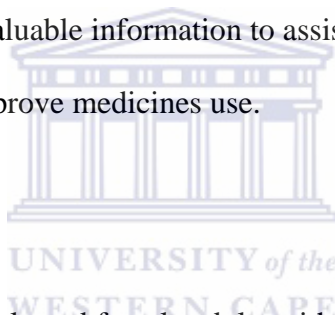 aluable information to assis
prove medicines use.
UNIVERSITY of the
WESTERN CAPE